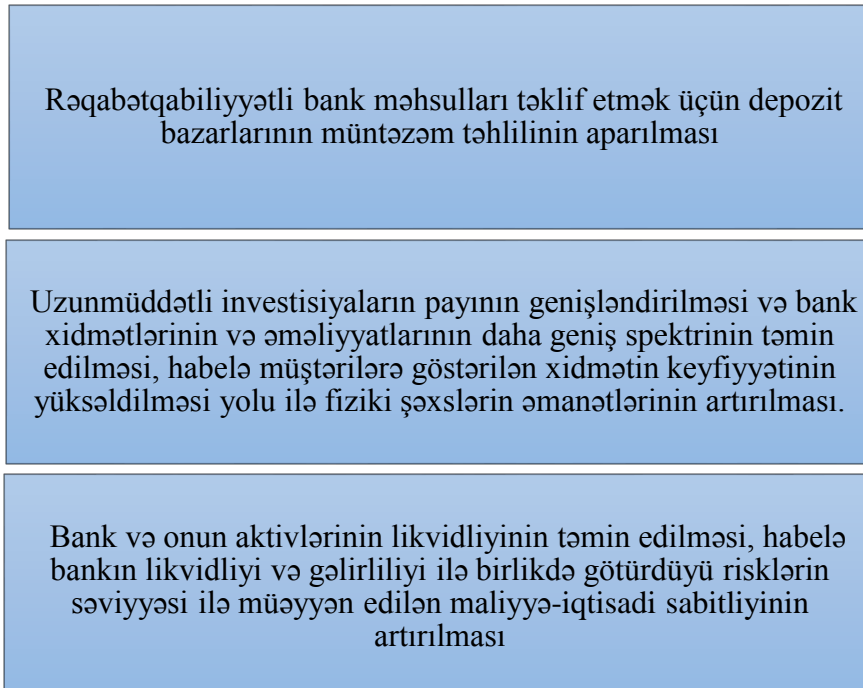 Rəqabətqabiliyyətli bank məhsulları təklif etmək üçün depozit
bazarlarının müntəzəm təhlilinin aparılması
Uzunmüddətli investisiyaların payının genişləndirilməsi və bank
xidmətlərinin və əməliyyatlarının daha geniş spektrinin təmin
edilməsi, habelə müştərilərə göstərilən xidmətin keyfiyyətinin
yüksəldilməsi yolu ilə fiziki şəxslərin əmanətlərinin artırılması.
Bank və onun aktivlərinin likvidliyinin təmin edilməsi, habelə
bankın likvidliyi və gəlirliliyi ilə birlikdə götürdüyü risklərin
səviyyəsi ilə müəyyən edilən maliyyə-iqtisadi sabitliyinin
artırılması